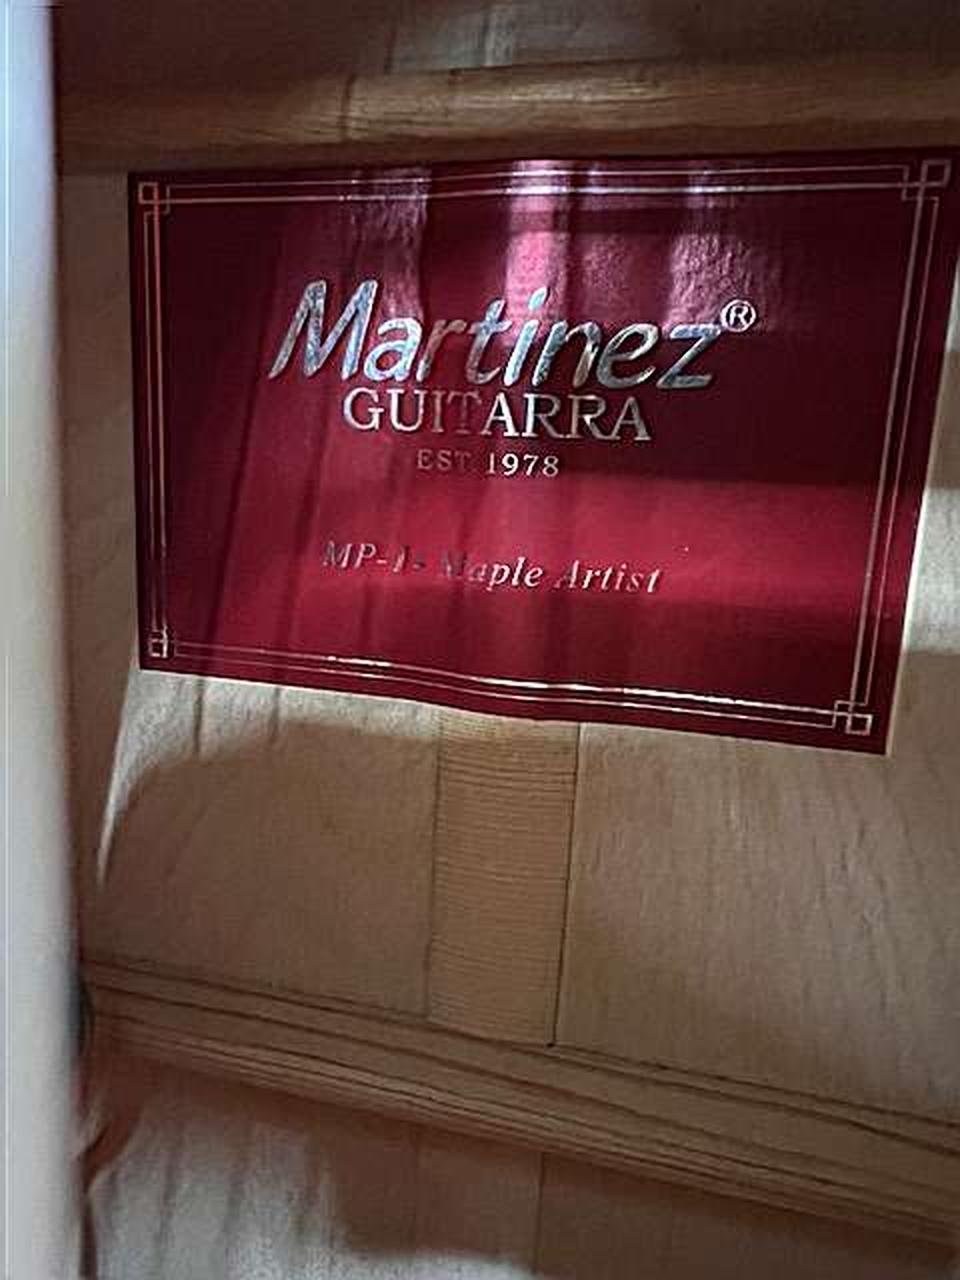 Martinez®
GUITARRA
EST 1978
MP-1- Maple Artist